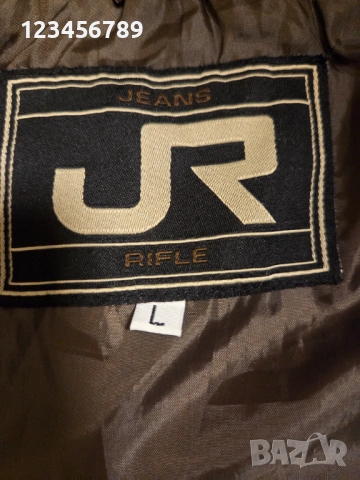 123456789
JEANS
JR
RIFLE
L
BAZAR